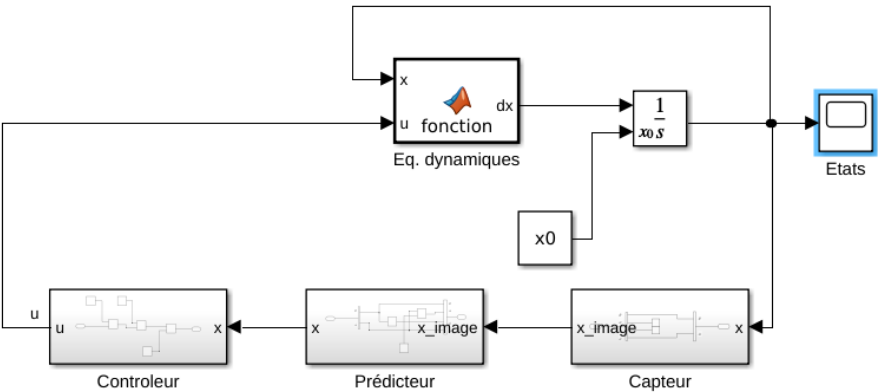 x
dx
u
fonction
Eq. dynamiques
1
x₀ s
Etats
x0
u
u
x
Controleur
x
x_image
Prédicteur
x_image
x
Capteur